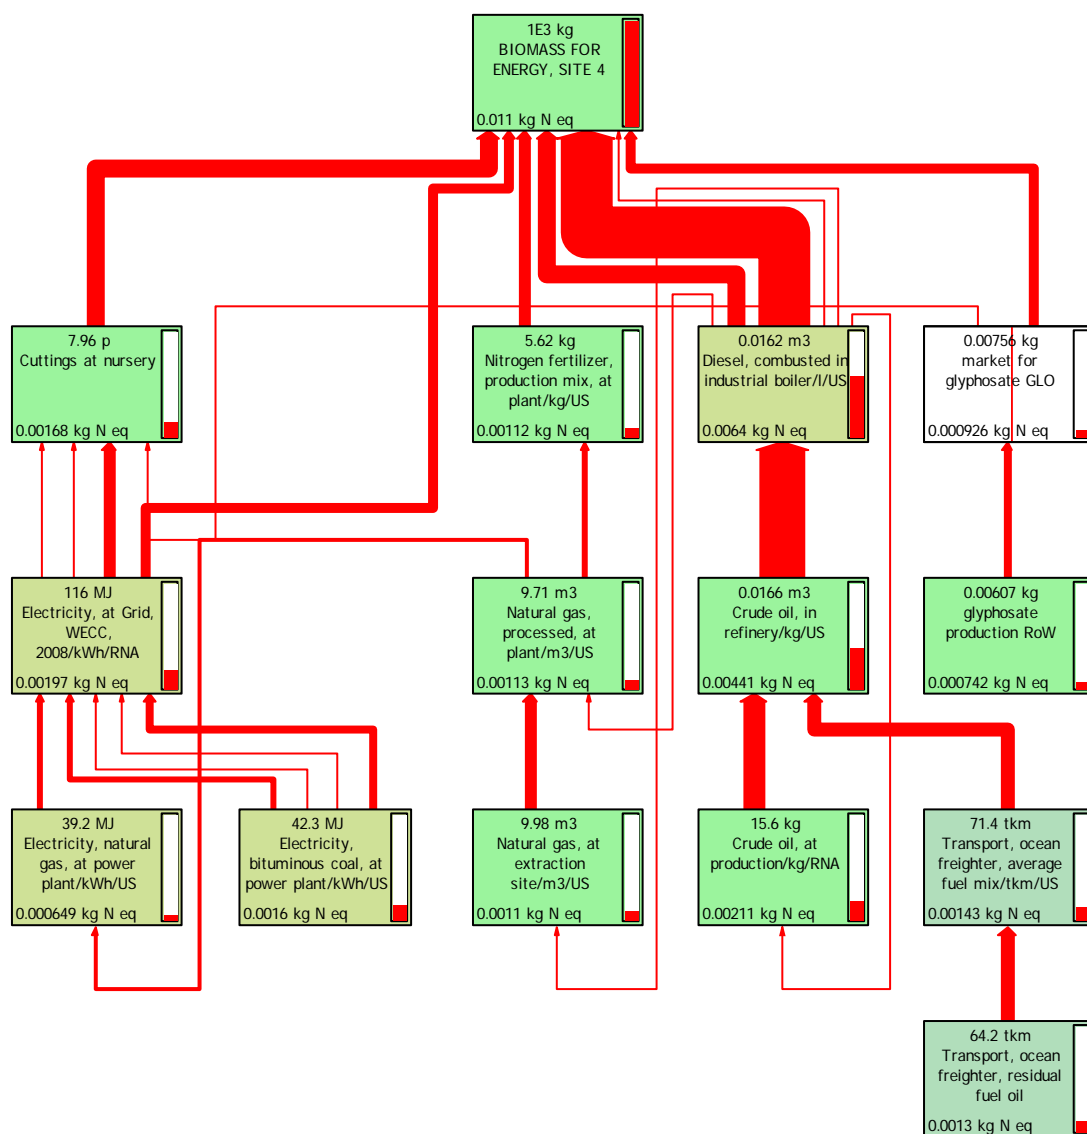 1E3 kg
BIOMASS FOR
ENERGY, SITE 4
0.011 kg N eq
7.96 p
Cuttings at nursery
0.00168 kg N eq
5.62 kg
Nitrogen fertilizer,
production mix, at
plant/kg/US
0.00112 kg N eq
0.0162 m3
Diesel, combusted in
industrial boiler/l/US
0.0064 kg N eq
0.00756 kg
market for
glyphosate GLO
0.000926 kg N eq
116 MJ
Electricity, at Grid,
WECC,
2008/kWh/RNA
0.00197 kg N eq
9.71 m3
Natural gas,
processed, at
plant/m3/US
0.00113 kg N eq
0.0166 m3
Crude oil, in
refinery/kg/US
0.00441 kg N eq
0.00607 kg
glyphosate
production RoW
0.000742 kg N eq
39.2 MJ
Electricity, natural
gas, at power
plant/kWh/US
0.000649 kg N eq
42.3 MJ
Electricity,
bituminous coal, at
power plant/kWh/US
0.0016 kg N eq
9.98 m3
Natural gas, at
extraction
site/m3/US
0.0011 kg N eq
15.6 kg
Crude oil, at
production/kg/RNA
0.00211 kg N eq
71.4 tkm
Transport, ocean
freighter, average
fuel mix/tkm/US
0.00143 kg N eq
64.2 tkm
Transport, ocean
freighter, residual
fuel oil
0.0013 kg N eq